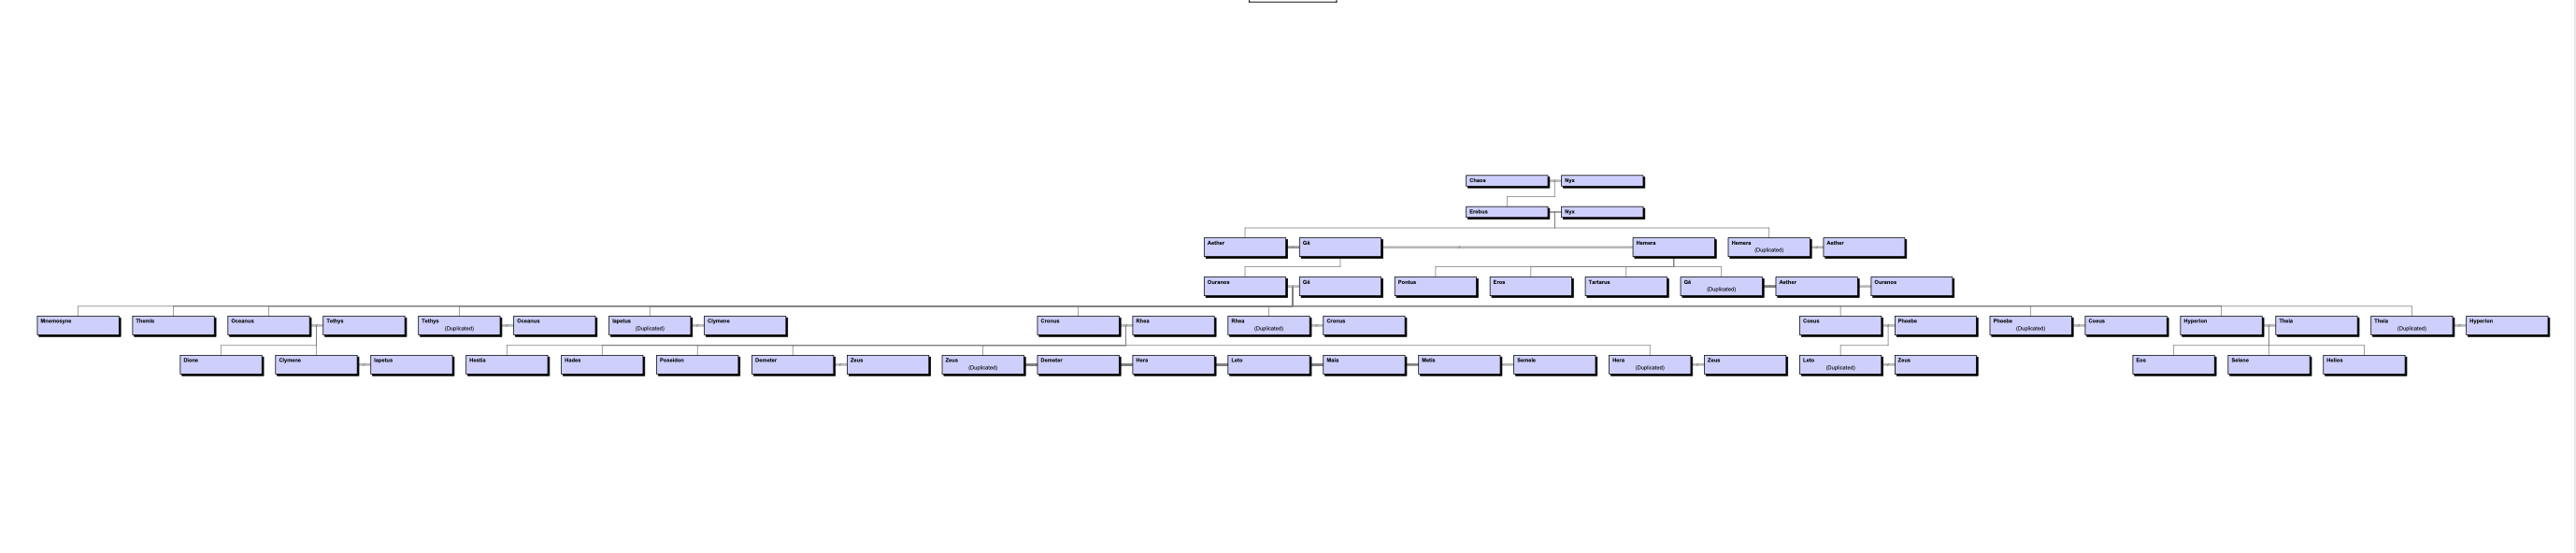 Chaos
Nyx
Erebus
Nyx
Aether
Gê
Hemera
Hemera
(Duplicated)
Aether
Ouranos
Gê
Pontus
Eros
Tartarus
Gê
(Duplicated)
Aether
Ouranos
Mnemosyne
Themis
Oceanus
Tethys
Tethys
(Duplicated)
Oceanus
Iapetus
(Duplicated)
Clymene
Cronus
Rhea
Rhea
(Duplicated)
Cronus
Coeus
Phoebe
Phoebe
(Duplicated)
Coeus
Hyperion
Theia
Theia
(Duplicated)
Hyperion
Dione
Clymene
Iapetus
Hestia
Hades
Poseidon
Demeter
Zeus
Zeus
(Duplicated)
Demeter
Hera
Leto
Maia
Metis
Semele
Hera
(Duplicated)
Zeus
Leto
(Duplicated)
Zeus
Eos
Selene
Helios